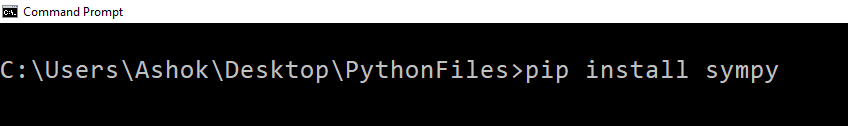 Command Prompt
C:\Users\Ashok\Desktop\PythonFiles>pip install sympy